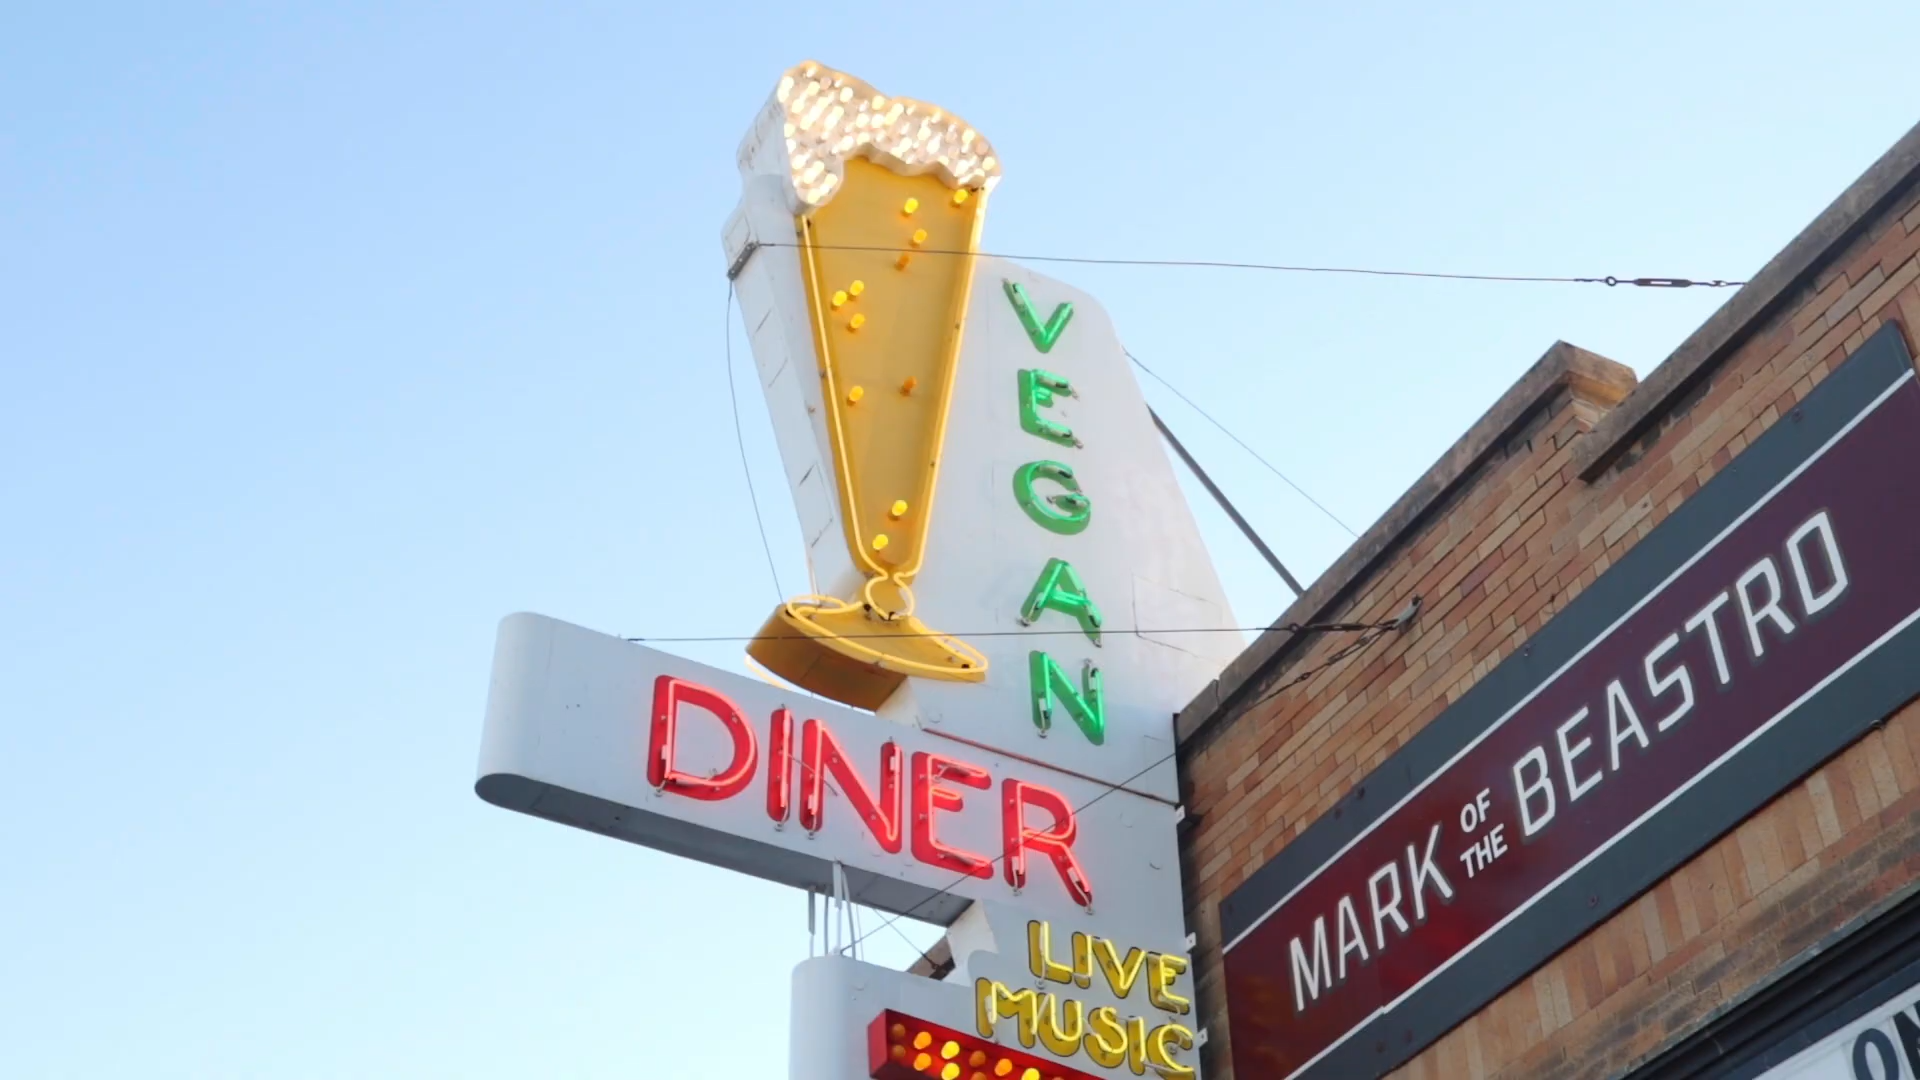 VEGAN
DINER
LIVE
MUSIC
MARK OF THE BEASTRO